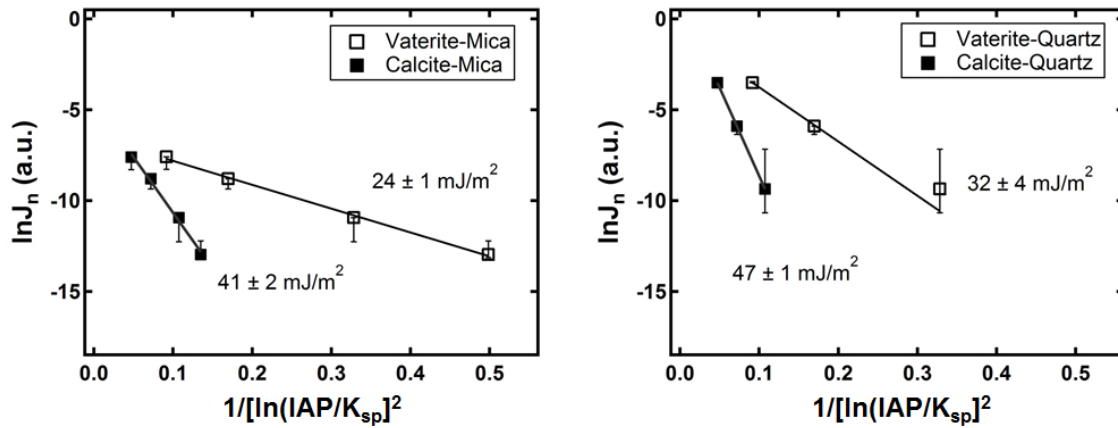 Vaterite-Mica
Calcite-Mica
0
-5
-10
-15
lnJn (a.u.)
24 ± 1 mJ/m²
41 ± 2 mJ/m²
0.0 0.1 0.2 0.3 0.4 0.5
1/[ln(IAP/Ksp]²
Vaterite-Quartz
Calcite-Quartz
0
-5
-10
-15
lnJn (a.u.)
32 ± 4 mJ/m²
47 ± 1 mJ/m²
0.0 0.1 0.2 0.3 0.4 0.5
1/[ln(IAP/Ksp]²